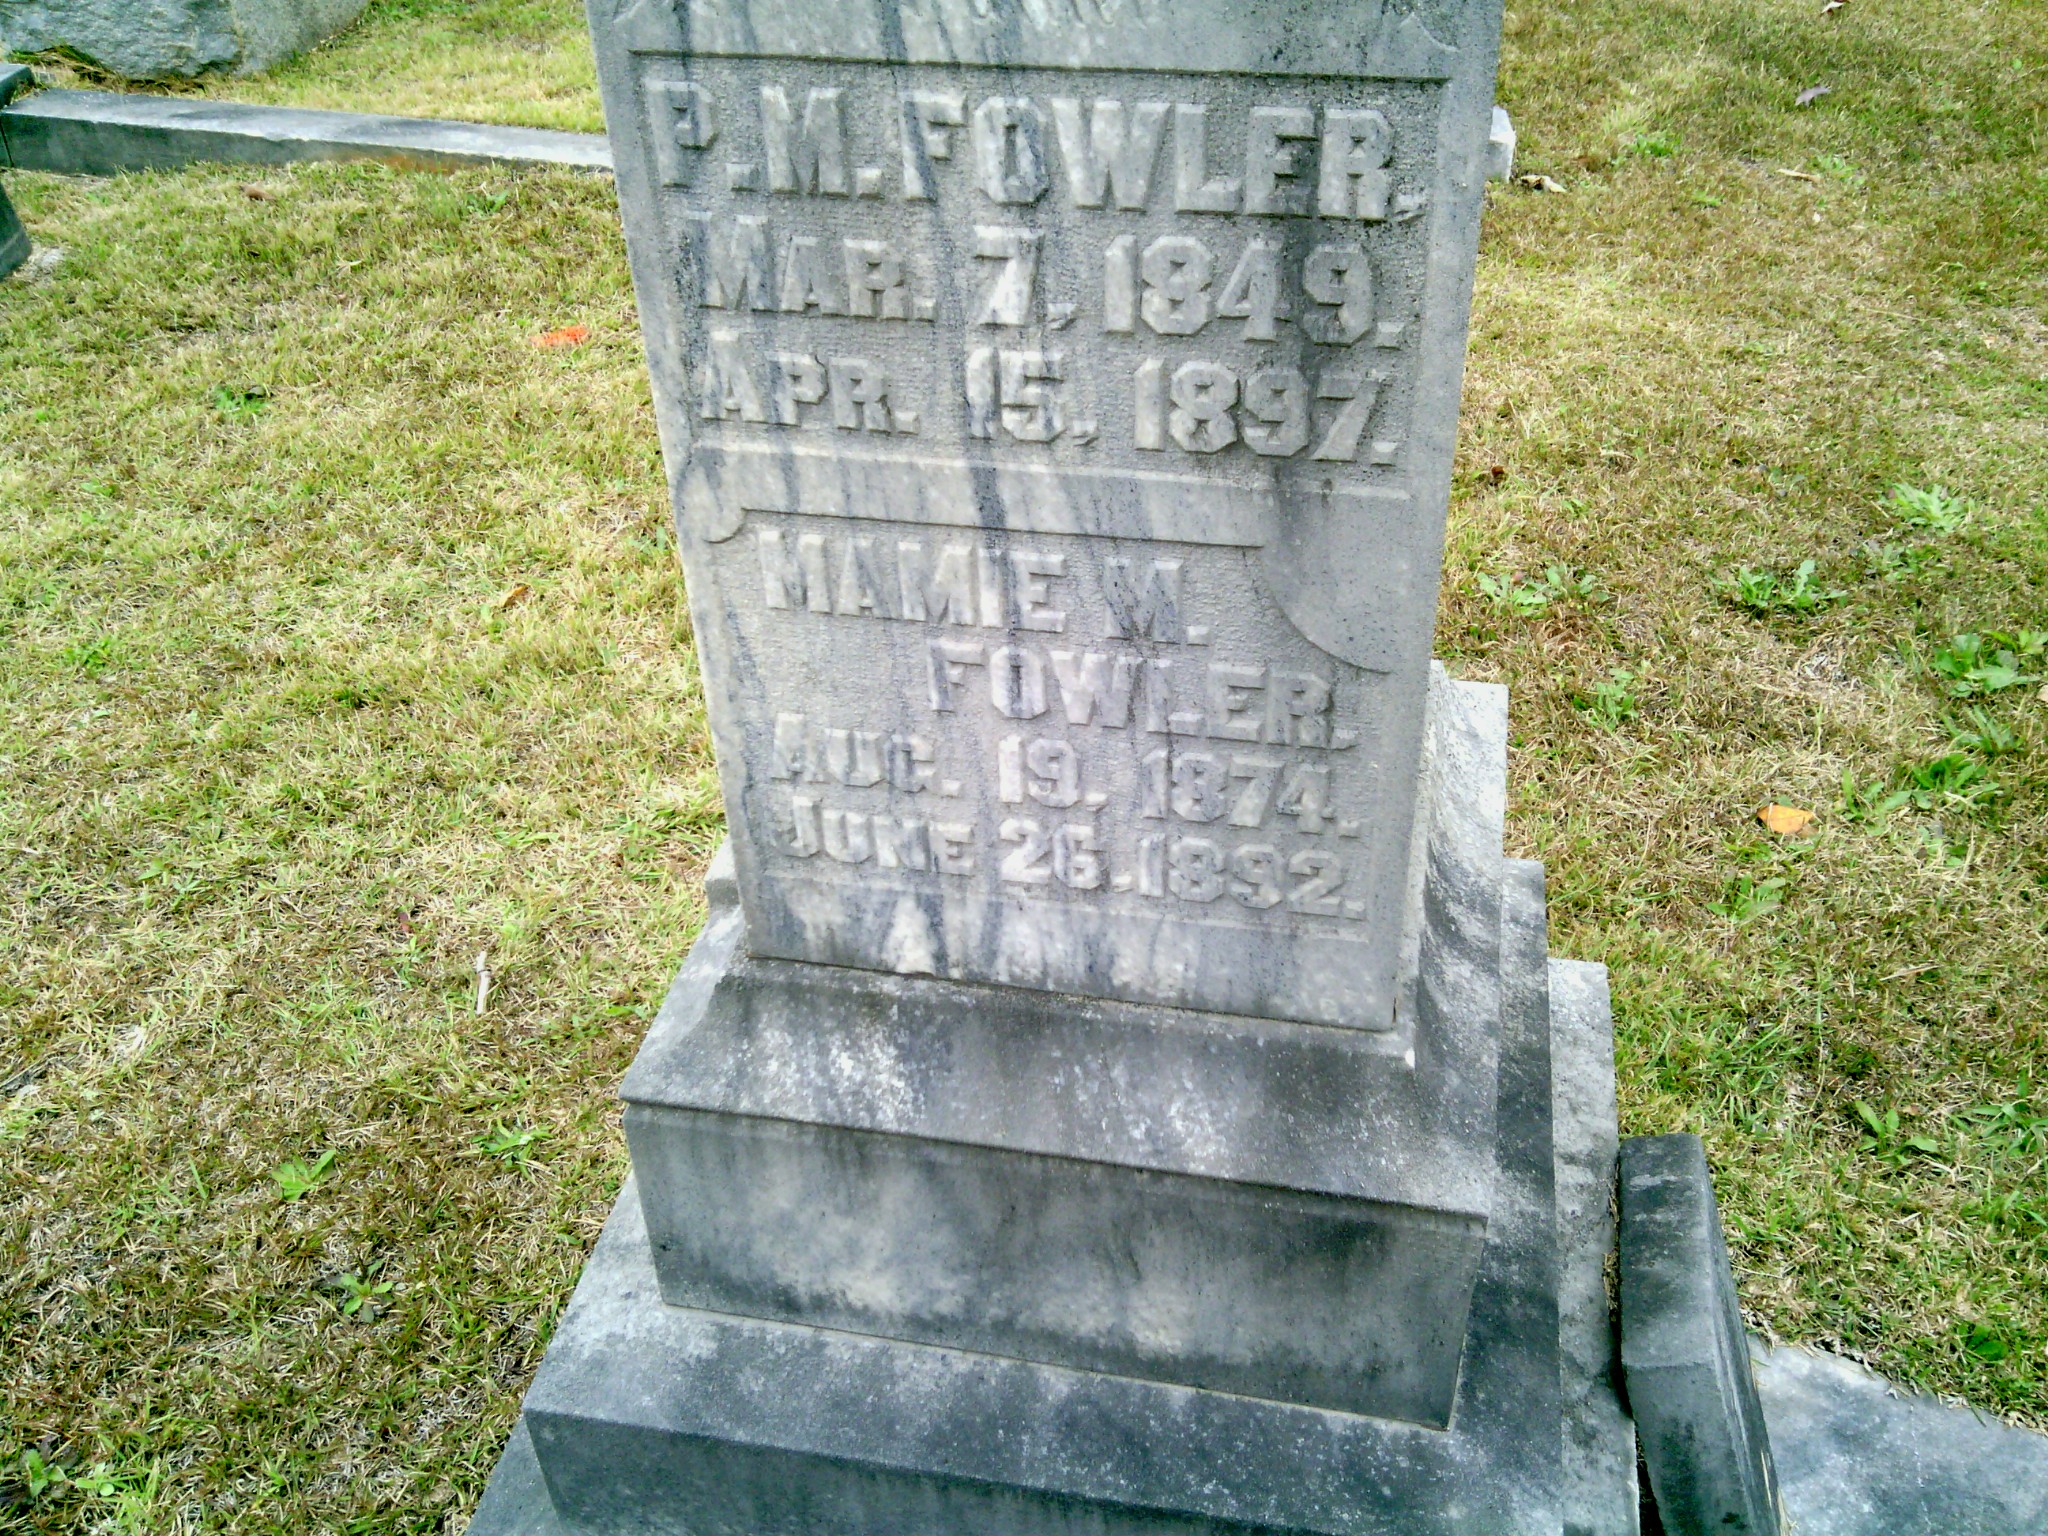 P. M. FOWLER,
MAR. 7, 1849.
APR. 15, 1897.
MAMIE M.
FOWLER.
AUG. 19, 1874.
JUNE 26, 1892.